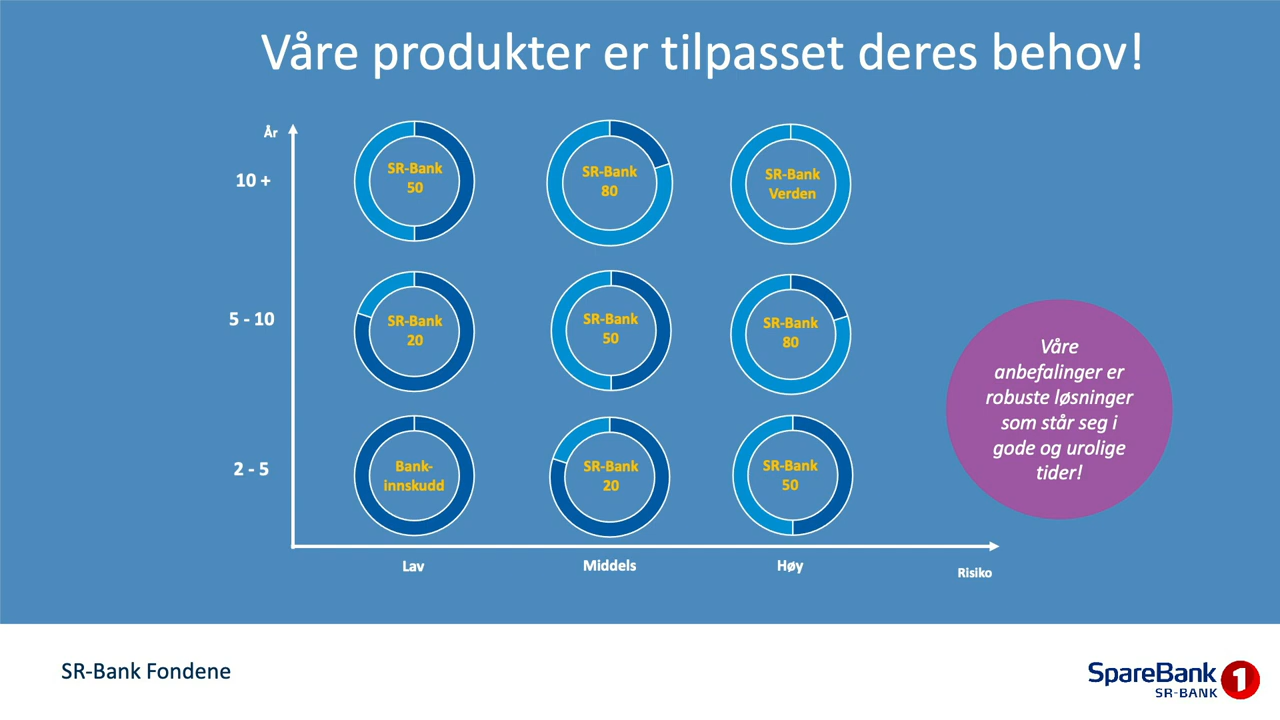 Våre produkter er tilpasset deres behov!
År
10 +
SR-Bank
50
SR-Bank
80
SR-Bank
Verden
5 - 10
SR-Bank
20
SR-Bank
50
SR-Bank
80
2 - 5
Bank-
innskudd
SR-Bank
20
SR-Bank
50
Lav
Middels
Høy
Risiko
Våre
anbefalinger er
robuste løsninger
som står seg i
gode og urolige
tider!
SR-Bank Fondene
SpareBank 1
SR-BANK